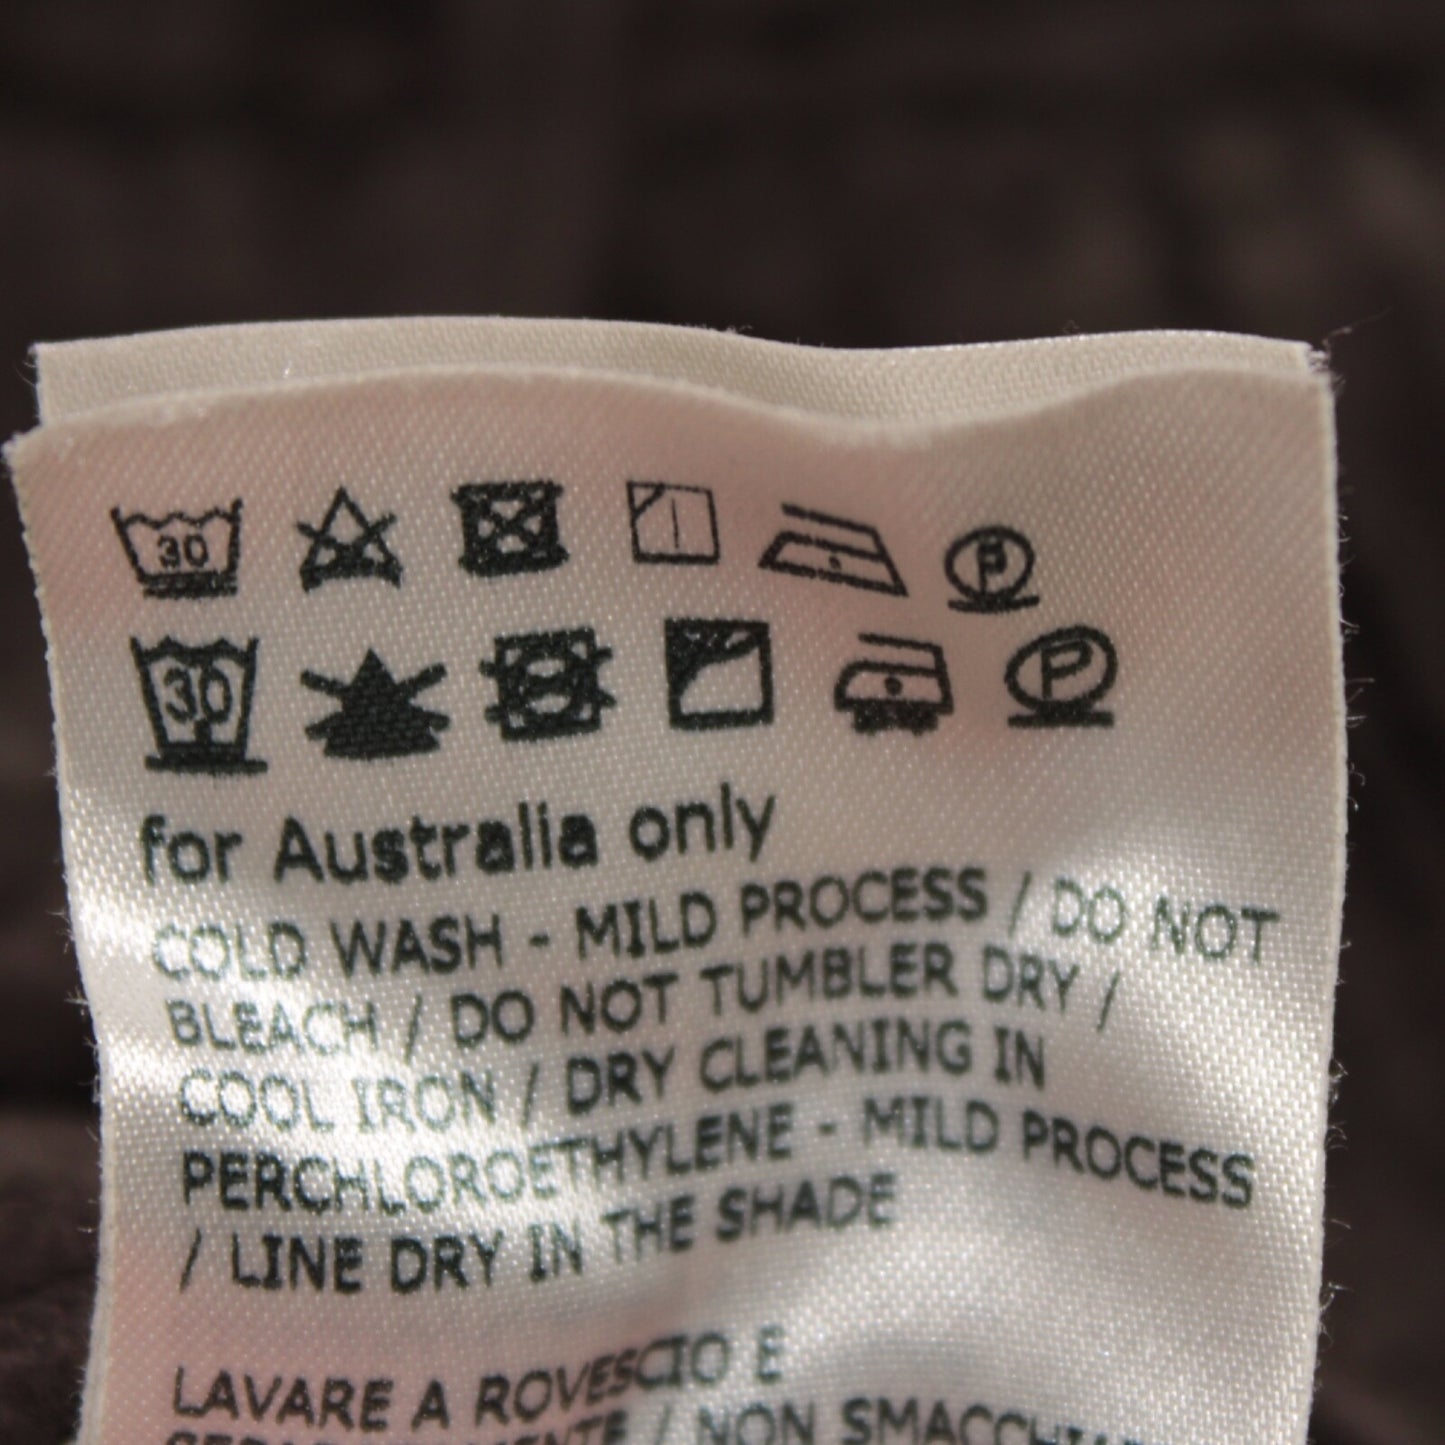 30 P
30 P
for Australia only
COLD WASH - MILD PROCESS / DO NOT
BLEACH / DO NOT TUMBLER DRY /
COOL IRON / DRY CLEANING IN
PERCHLOROETHYLENE - MILD PROCESS
/ LINE DRY IN THE SHADE
LAVARE A ROVESCIO E
/ NON